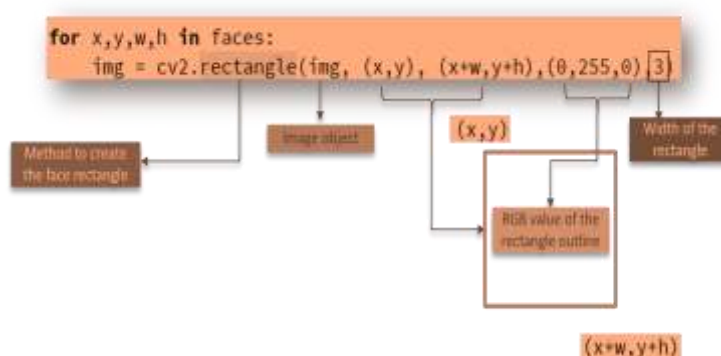 for x,y,w,h in faces:
img = cv2.rectangle(img, (x,y), (x+w,y+h),(0,255,0),3)
Image object
(x,y)
Width of the
rectangle
Method to create
the face rectangle
RGB value of the
rectangle outline
(x+w,y+h)